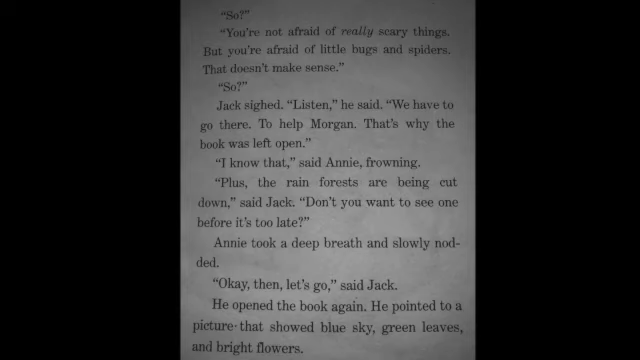 “So?”
“You're not afraid of really scary things.
But you're afraid of little bugs and spiders.
That doesn't make sense.”
“So?”
Jack sighed. “Listen,” he said. “We have to
go there. To help Morgan. That's why the
book was left open.”
“I know that,” said Annie, frowning.
“Plus, the rain forests are being cut
down,” said Jack. “Don't you want to see one
before it's too late?”
Annie took a deep breath and slowly nod-
ded.
“Okay, then, let's go,” said Jack.
He opened the book again. He pointed to a
picture that showed blue sky, green leaves,
and bright flowers.